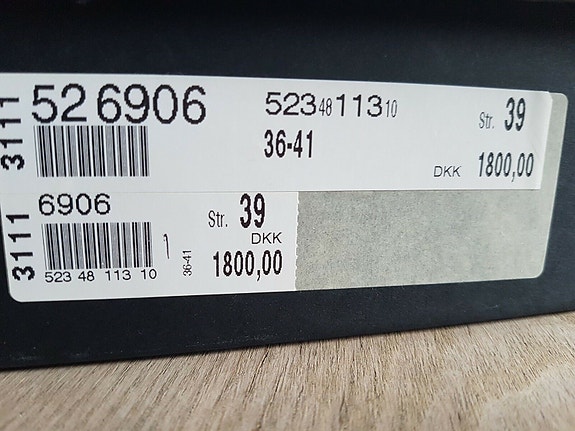 3111
52 6906
523 48 113 10
Str. 39
36-41
DKK 1800,00
3111
6906
Str. 39
DKK
1800,00
523 48 113 10
1
36-41